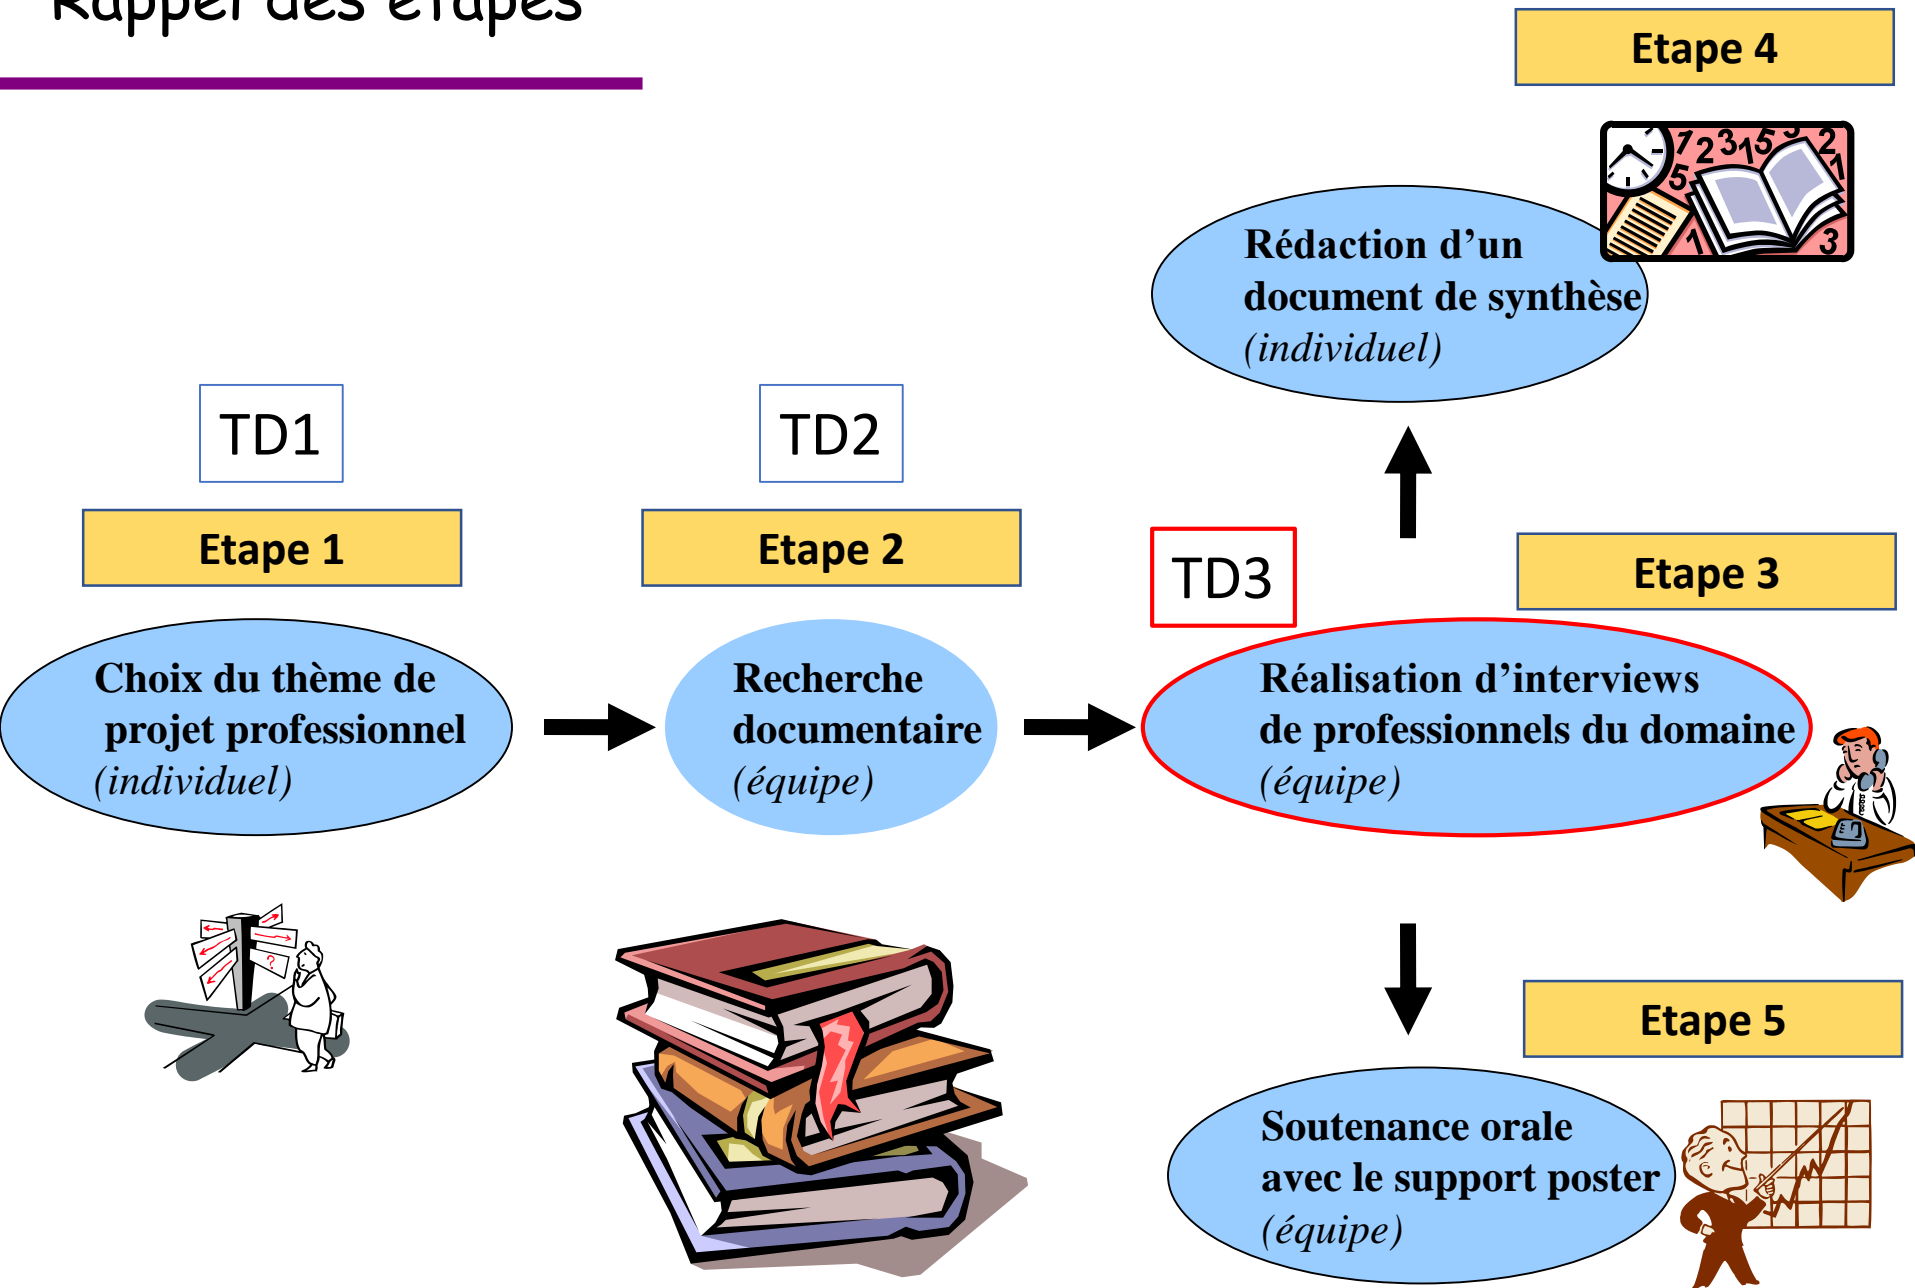 Rappel des étapes
Etape 4
Rédaction d’un
document de synthèse
(individuel)
TD1
Etape 1
Choix du thème de
projet professionnel
(individuel)
TD2
Etape 2
Recherche
documentaire
(équipe)
TD3
Etape 3
Réalisation d’interviews
de professionnels du domaine
(équipe)
Etape 5
Soutenance orale
avec le support poster
(équipe)